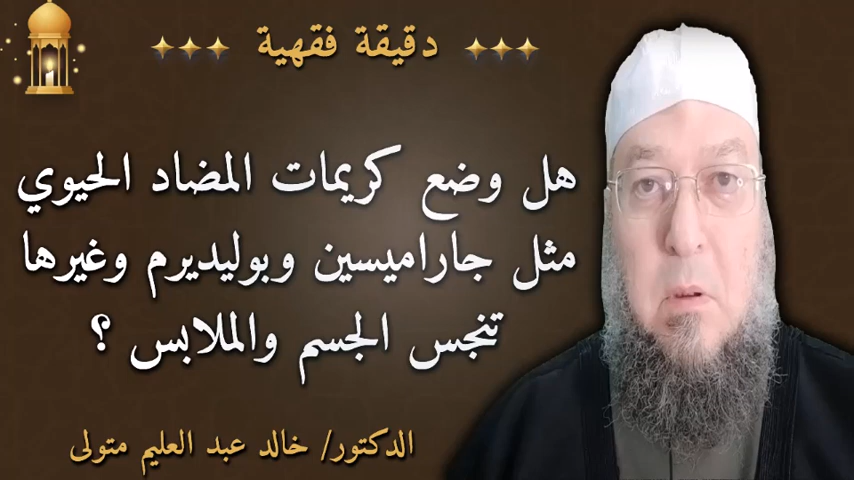 دقيقة فقهية
هل وضع كريمات المضاد الحيوي
مثل جاراميسين وبوليديرم وغيرها
تنجس الجسم والملابس ؟
الدكتور/ خالد عبد العليم متولى